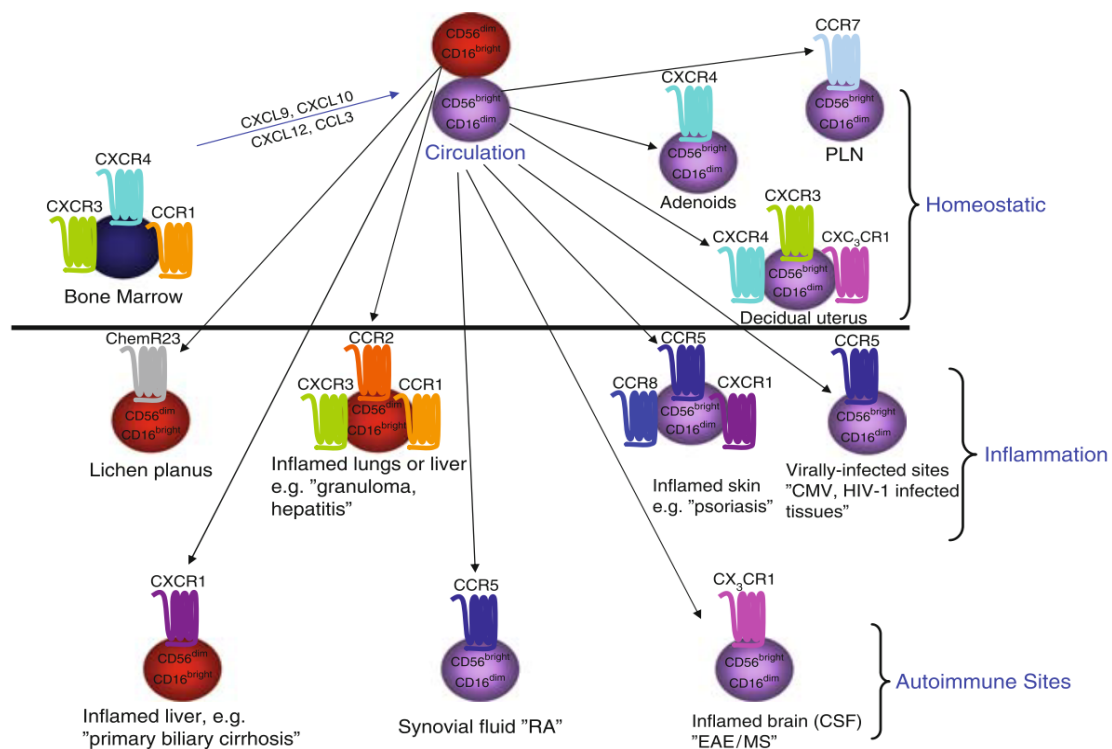 CD56dim
CD16bright
CCR7
CXCR4
CD56bright
CD16dim
CXCL9, CXCL10
CXCL12, CCL3
CD56bright
CD16dim
PLN
Circulation
CD56bright
CD16dim
Adenoids
CXCR4
CXCR3
CCR1
Bone Marrow
CXCR3
CXCR4
CXC3CR1
CD56bright
CD16dim
Decidual uterus
Homeostatic
ChemR23
CD56dim
CD16bright
Lichen planus
CCR2
CXCR3
CCR1
CD56dim
CD16bright
Inflamed lungs or liver
e.g. "granuloma,
hepatitis"
CCR5
CCR8
CXCR1
CD56bright
CD16dim
Inflamed skin
e.g. "psoriasis"
CCR5
CD56bright
CD16dim
Virally-infected sites
"CMV, HIV-1 infected
tissues"
Inflammation
CXCR1
CD56dim
CD16bright
Inflamed liver, e.g.
"primary biliary cirrhosis"
CCR5
CD56bright
CD16dim
Synovial fluid "RA"
CX3CR1
CD56bright
CD16dim
Inflamed brain (CSF)
"EAE/MS"
Autoimmune Sites